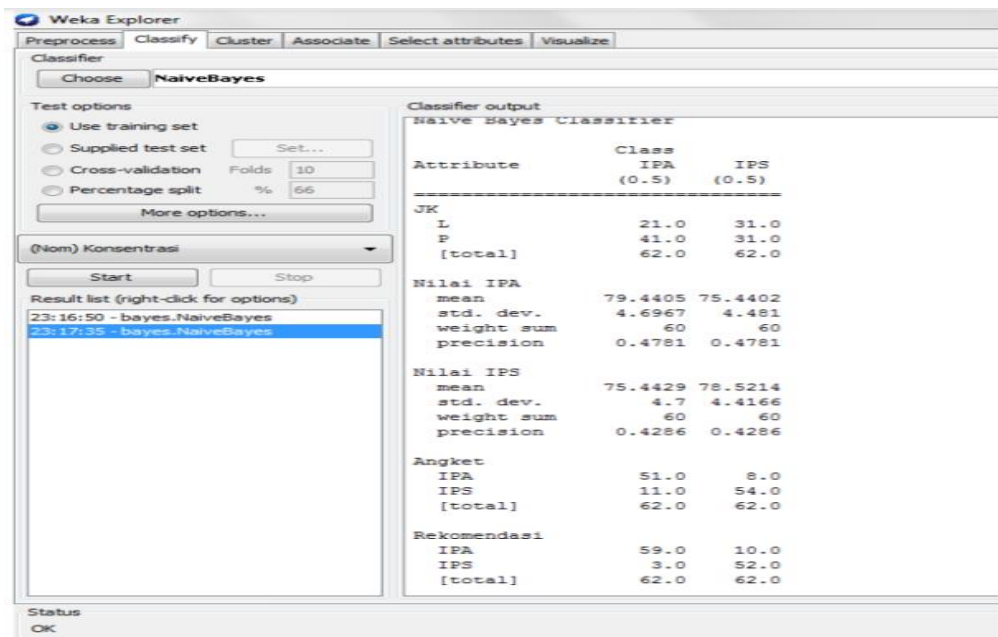 Weka Explorer
Preprocess Classify Cluster Associate Select attributes Visualize
Classifier
Choose NaiveBayes
Test options
Use training set
Supplied test set Set...
Cross-validation Folds 10
Percentage split % 66
More options...
(Nom) Konsentrasi
Start Stop
Result list (right-click for options)
23:16:50 - bayes.NaiveBayes
23:17:35 - bayes.NaiveBayes
Classifier output
Naive Bayes Classifier
Class
Attribute IPA IPS
(0.5) (0.5)
===============================
JK
L 21.0 31.0
P 41.0 31.0
[total] 62.0 62.0
Nilai IPA
mean 79.4405 75.4402
std. dev. 4.6967 4.481
weight sum 60 60
precision 0.4781 0.4781
Nilai IPS
mean 75.4429 78.5214
std. dev. 4.7 4.4166
weight sum 60 60
precision 0.4286 0.4286
Angket
IPA 51.0 8.0
IPS 11.0 54.0
[total] 62.0 62.0
Rekomendasi
IPA 59.0 10.0
IPS 3.0 52.0
[total] 62.0 62.0
Status
OK